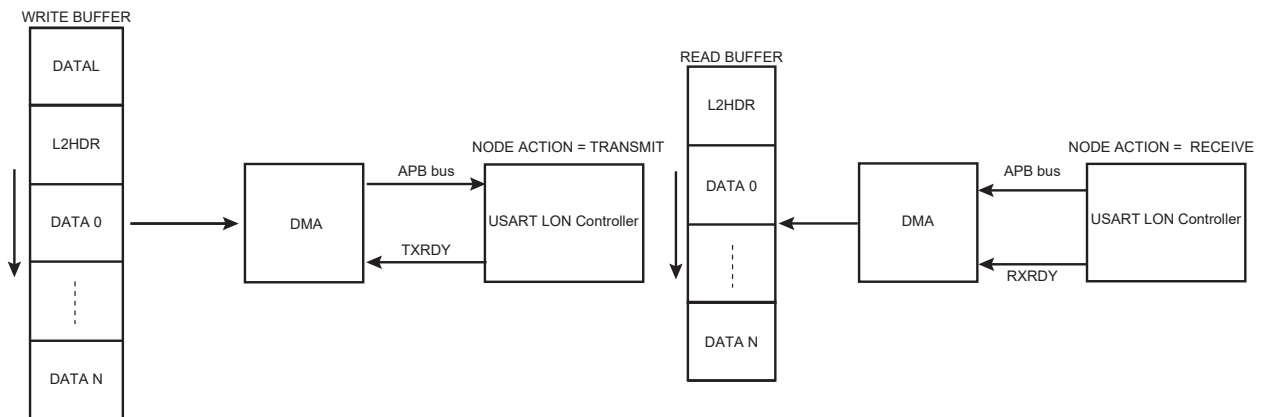 WRITE BUFFER
DATAL
L2HDR
DATA 0
DATA N
DMA
APB bus
TXRDY
NODE ACTION = TRANSMIT
USART LON Controller
READ BUFFER
L2HDR
DATA 0
DATA N
DMA
APB bus
RXRDY
NODE ACTION = RECEIVE
USART LON Controller